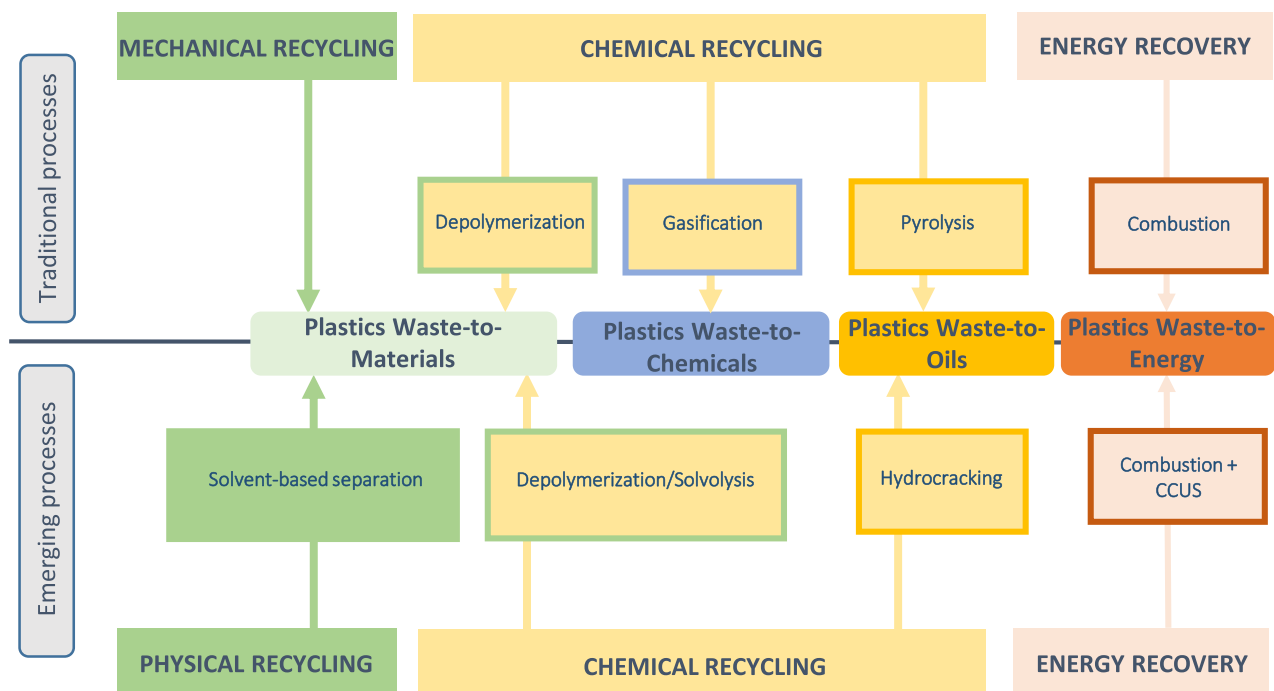 MECHANICAL RECYCLING
CHEMICAL RECYCLING
ENERGY RECOVERY
Traditional processes
Depolymerization
Gasification
Pyrolysis
Combustion
Plastics Waste-to-
Materials
Plastics Waste-to-
Chemicals
Plastics Waste-to-
Oils
Plastics Waste-to-
Energy
Emerging processes
Solvent-based separation
Depolymerization/Solvolysis
Hydrocracking
Combustion +
CCUS
PHYSICAL RECYCLING
CHEMICAL RECYCLING
ENERGY RECOVERY